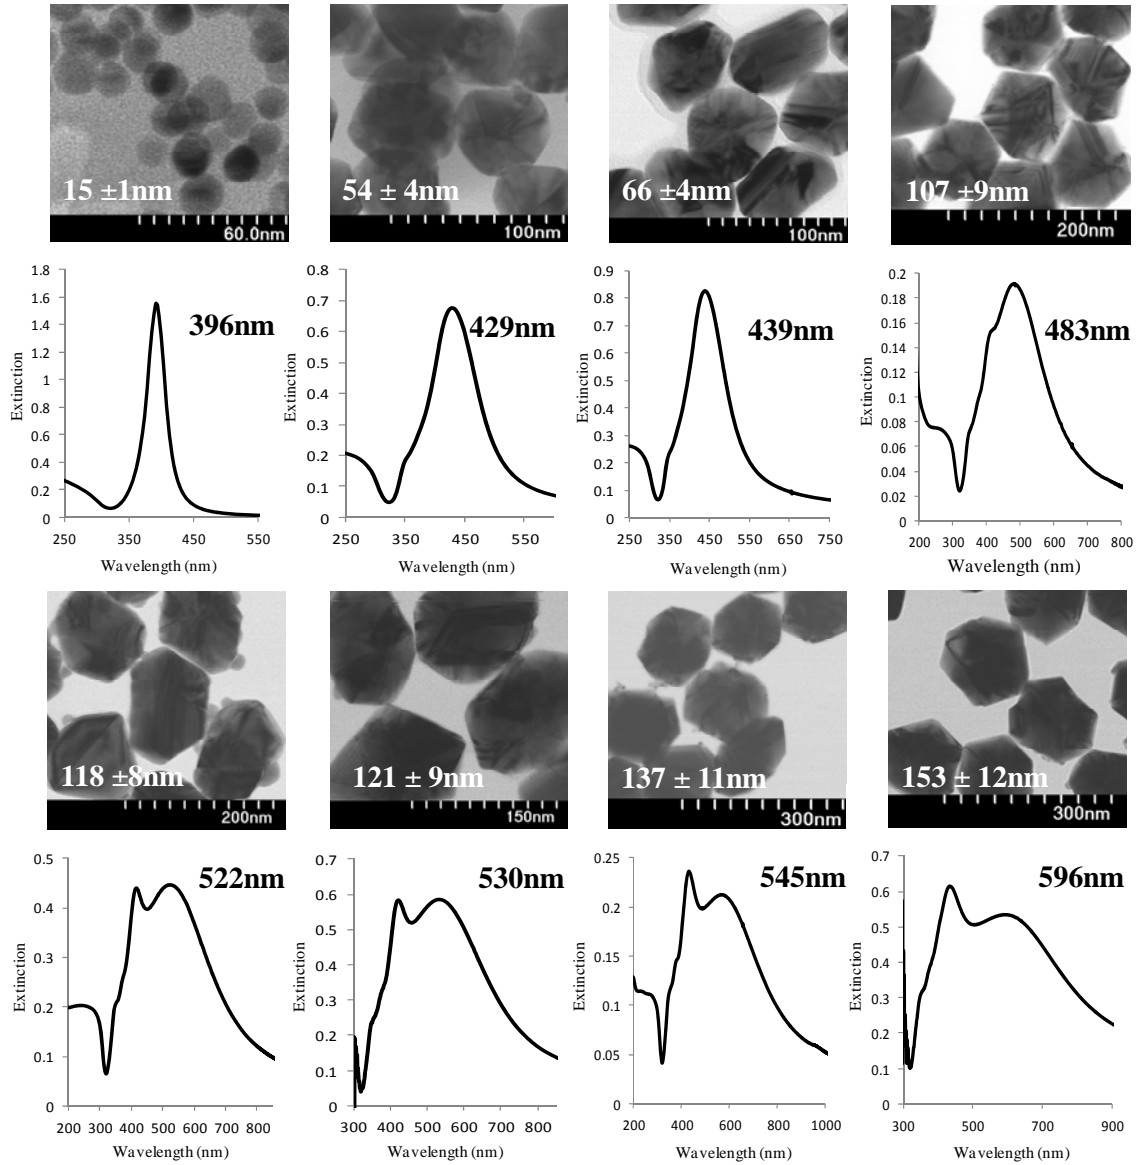 15 ±1nm
60.0nm
54 ± 4nm
100nm
66 ±4nm
100nm
107 ±9nm
200nm
1.8
1.6
1.4
1.2
1
0.8
0.6
0.4
0.2
0
Extinction
396nm
250 350 450 550
Wavelength (nm)
0.8
0.7
0.6
0.5
0.4
0.3
0.2
0.1
0
Extinction
429nm
250 350 450 550
Wavelength (nm)
0.9
0.8
0.7
0.6
0.5
0.3
0.2
0.1
0
Extinction
439nm
250 350 450 550 650 750
Wavelength (nm)
0.2
0.18
0.16
0.14
0.12
0.1
0.08
0.06
0.04
0.02
0
Extinction
483nm
200 300 400 500 600 700 800
Wavelength (nm)
118 ±8nm
200nm
121 ± 9nm
150nm
137 ± 11nm
300nm
153 ± 12nm
300nm
0.5
0.4
0.3
0.2
0.1
0
Extinction
522nm
200 300 400 500 600 700 800
Wavelength (nm)
0.7
0.6
0.5
0.4
0.3
0.2
0.1
0
Extinction
530nm
300 400 500 600 700 800
Wavelength (nm)
0.25
0.2
0.15
0.1
0.05
0
Extinction
545nm
200 400 600 800 1000
Wavelength (nm)
0.7
0.6
0.5
0.4
0.3
0.2
0.1
0
Extinction
596nm
300 500 700 900
Wavelength (nm)